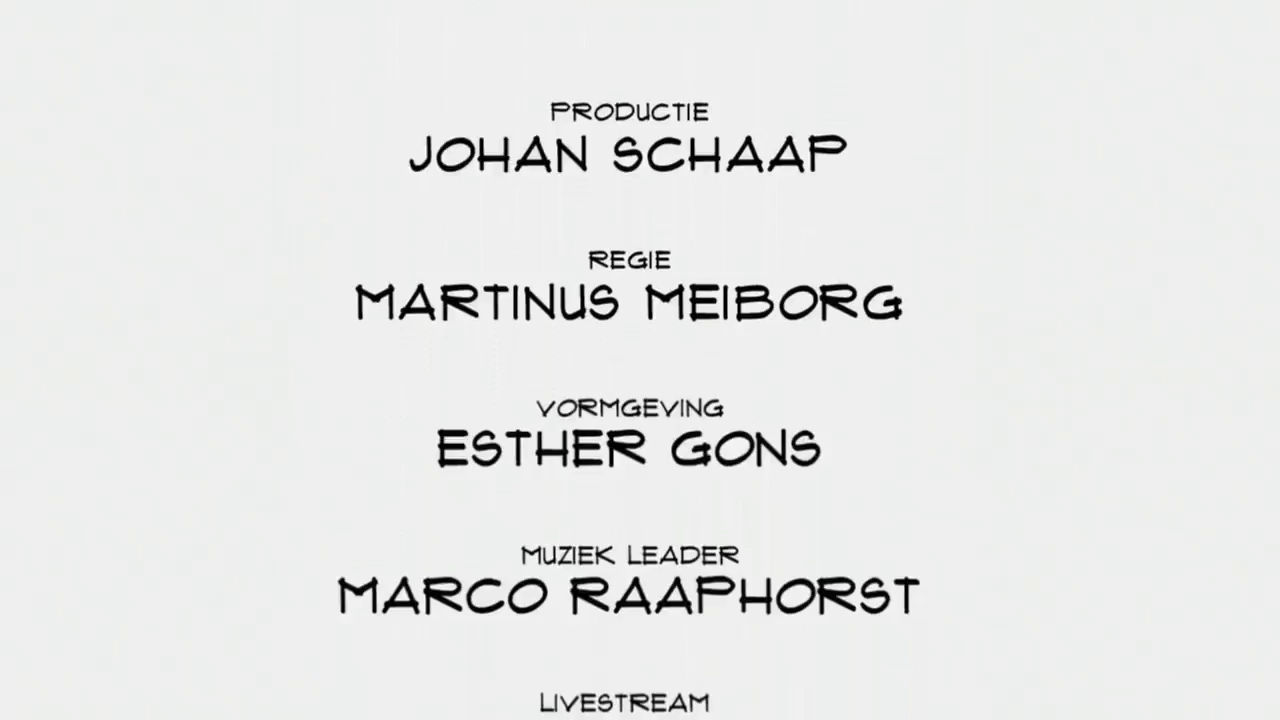 PRODUCTIE
JOHAN SCHAAP
REGIE
MARTINUS MEIBORG
VORMGEVING
ESTHER GONS
MUZIEK LEADER
MARCO RAAPHORST
LIVESTREAM